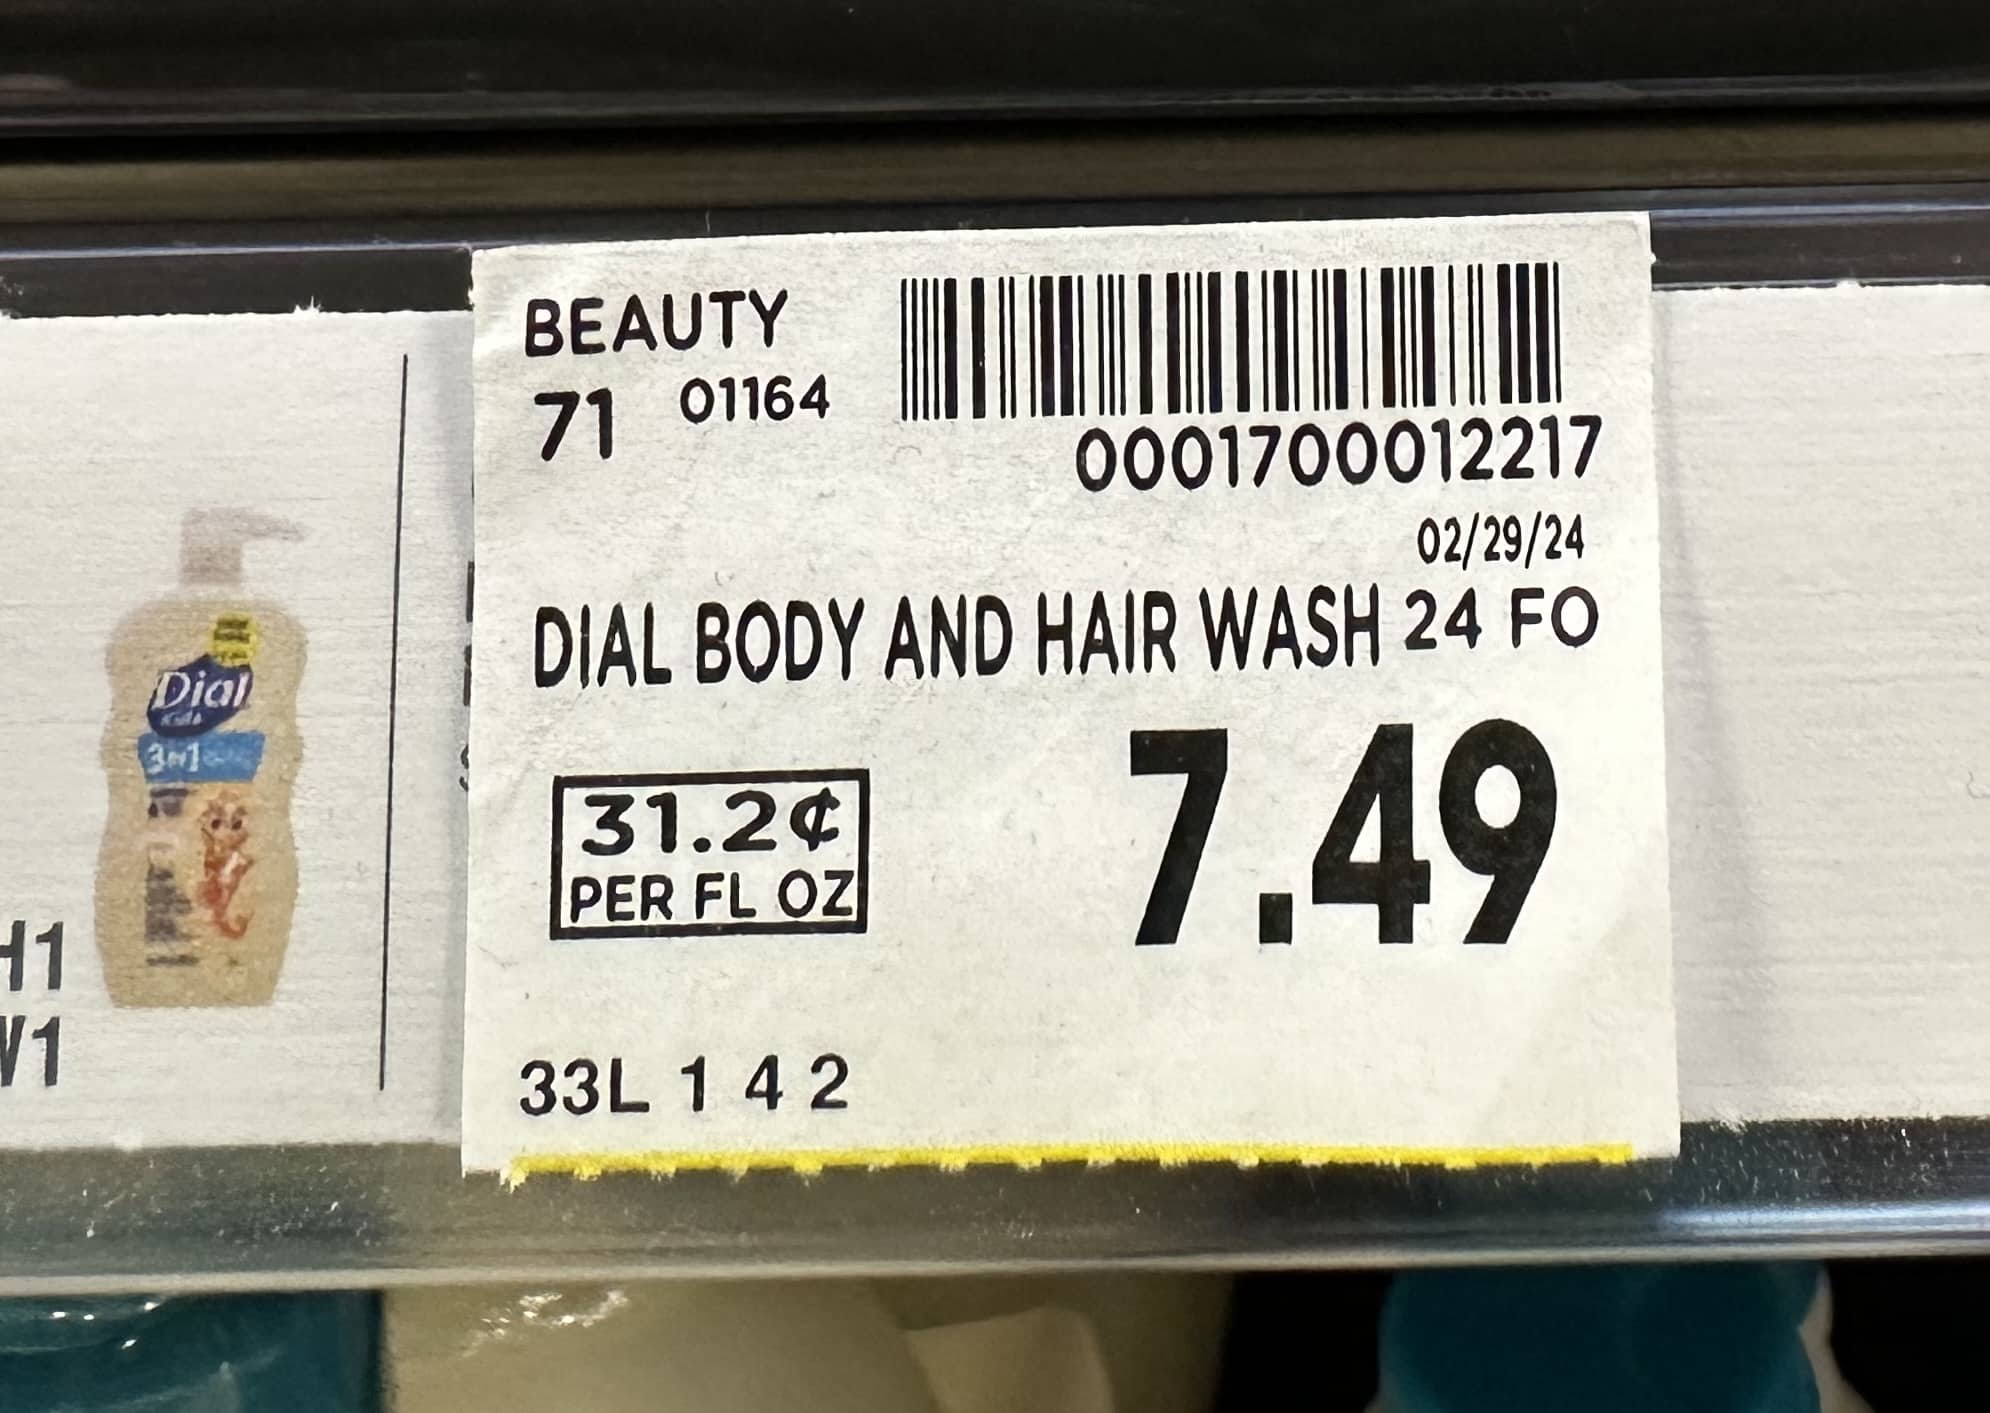 BEAUTY
71 01164
0001700012217
02/29/24
DIAL BODY AND HAIR WASH 24 FO
31.2¢
PER FL OZ
7.49
33L 1 4 2
Dial
Kids
3in1
H1